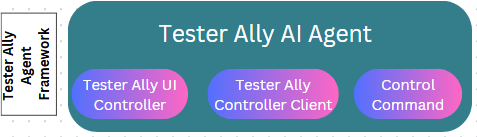 Tester Ally
Agent
Framework
Tester Ally AI Agent
Tester Ally UI
Controller
Tester Ally
Controller Client
Control
Command